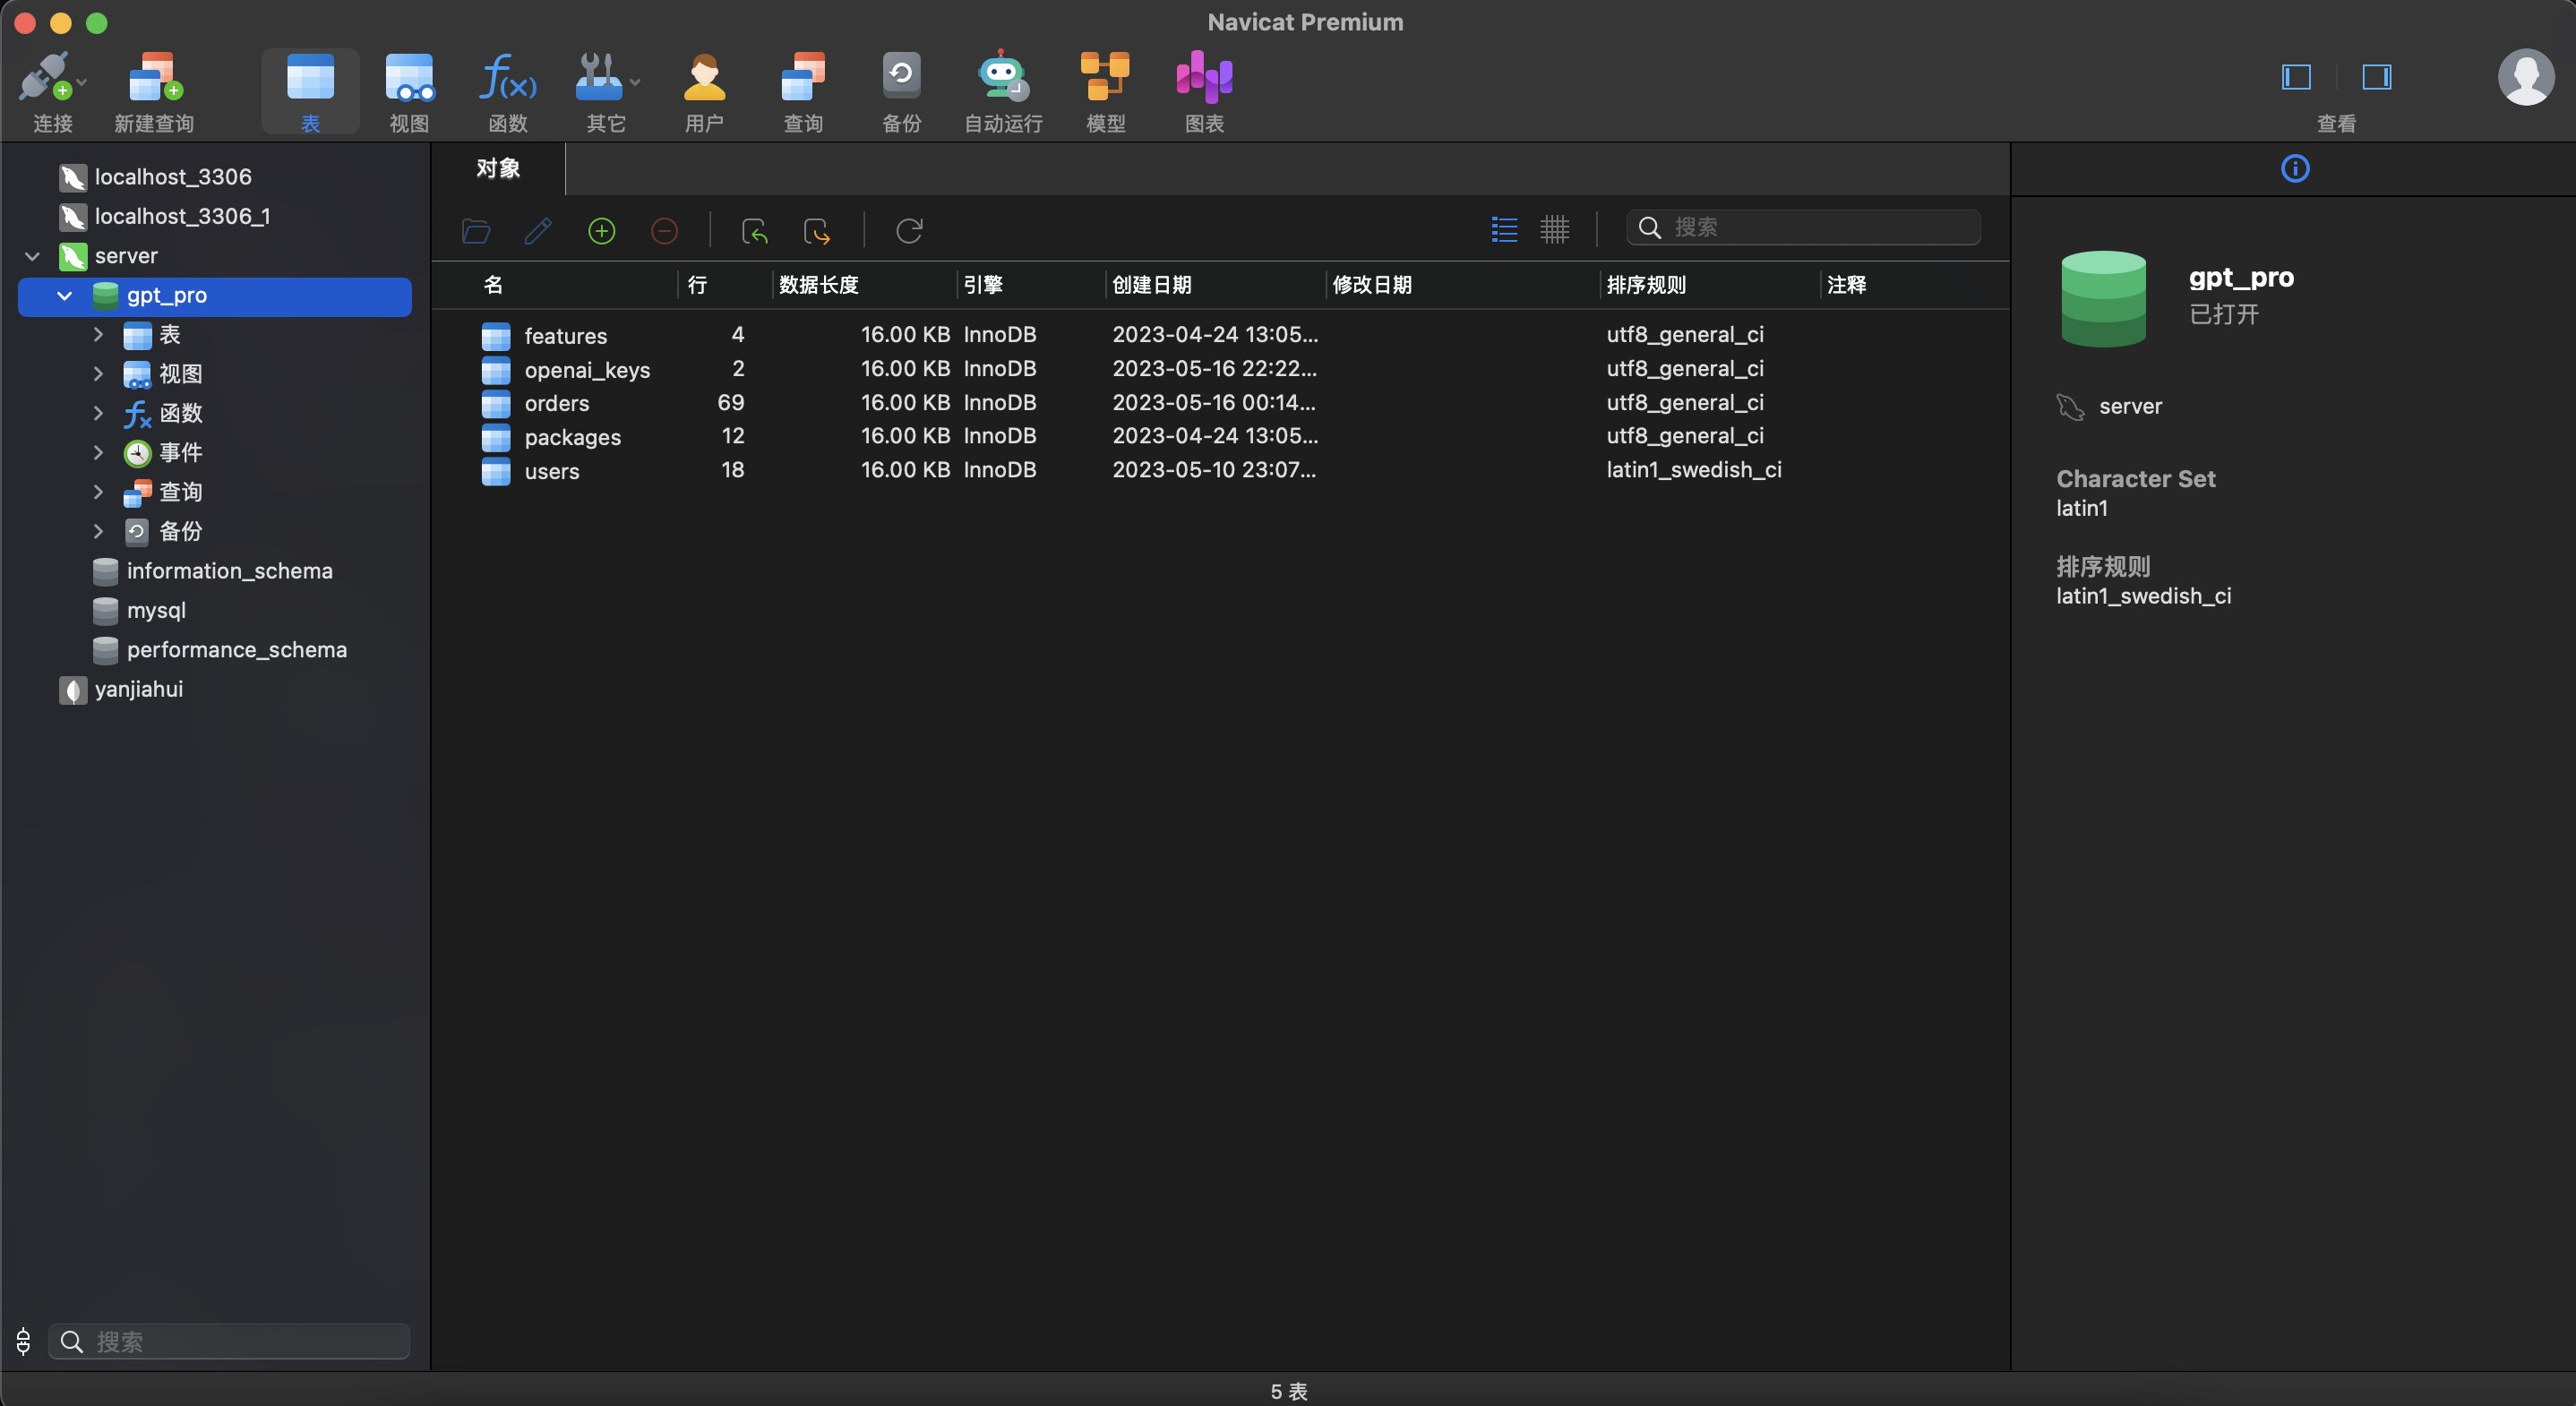 Navicat Premium
连接
新建查询
表
视图
函数
其它
用户
查询
备份
自动运行
模型
图表
查看
localhost_3306
localhost_3306_1
server
gpt_pro
表
视图
函数
事件
查询
备份
information_schema
mysql
performance_schema
yanjiahui
搜索
对象
搜索
名 行 数据长度 引擎 创建日期 修改日期 排序规则 注释
features 4 16.00 KB InnoDB 2023-04-24 13:05... utf8_general_ci
openai_keys 2 16.00 KB InnoDB 2023-05-16 22:22... utf8_general_ci
orders 69 16.00 KB InnoDB 2023-05-16 00:14... utf8_general_ci
packages 12 16.00 KB InnoDB 2023-04-24 13:05... utf8_general_ci
users 18 16.00 KB InnoDB 2023-05-10 23:07... latin1_swedish_ci
gpt_pro
已打开
server
Character Set
latin1
排序规则
latin1_swedish_ci
5 表